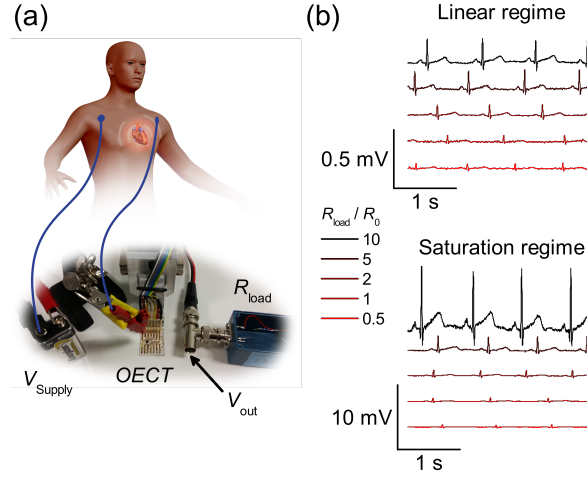 (a)
R_load
V_Supply
OECT
V_out
(b)
Linear regime
0.5 mV
1 s
R_load / R_0
10
5
2
1
0.5
Saturation regime
10 mV
1 s